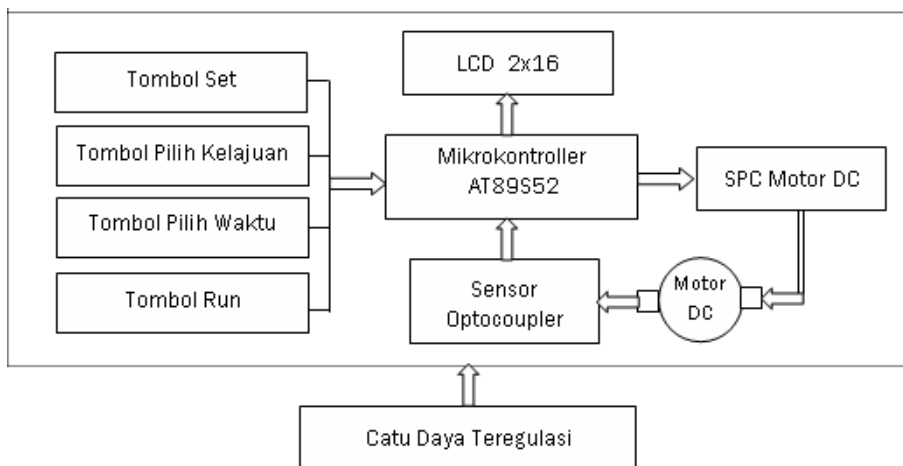 Tombol Set
Tombol Pilih Kelajuan
Tombol Pilih Waktu
Tombol Run
LCD 2x16
Mikrokontroller
AT89S52
SPC Motor DC
Sensor
Optocoupler
Motor
DC
Catu Daya Teregulasi